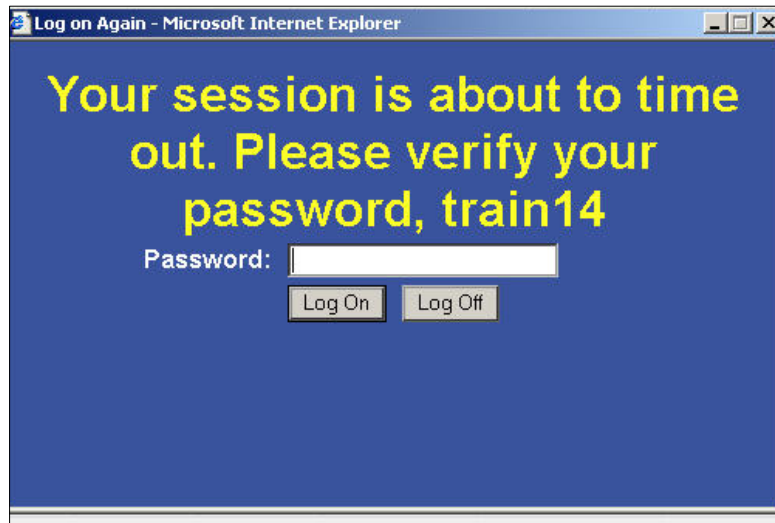 Log on Again - Microsoft Internet Explorer
Your session is about to time
out. Please verify your
password, train14
Password:
Log On Log Off